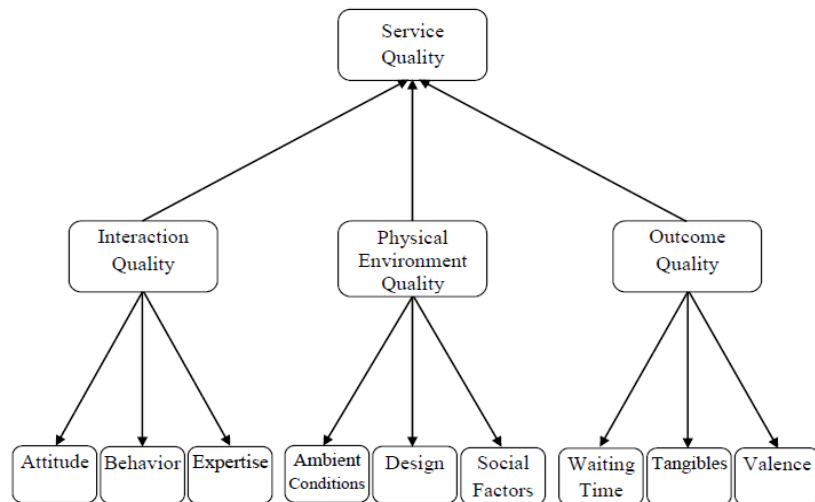 Service
Quality
Interaction
Quality
Physical
Environment
Quality
Outcome
Quality
Attitude
Behavior
Expertise
Ambient
Conditions
Design
Social
Factors
Waiting
Time
Tangibles
Valence